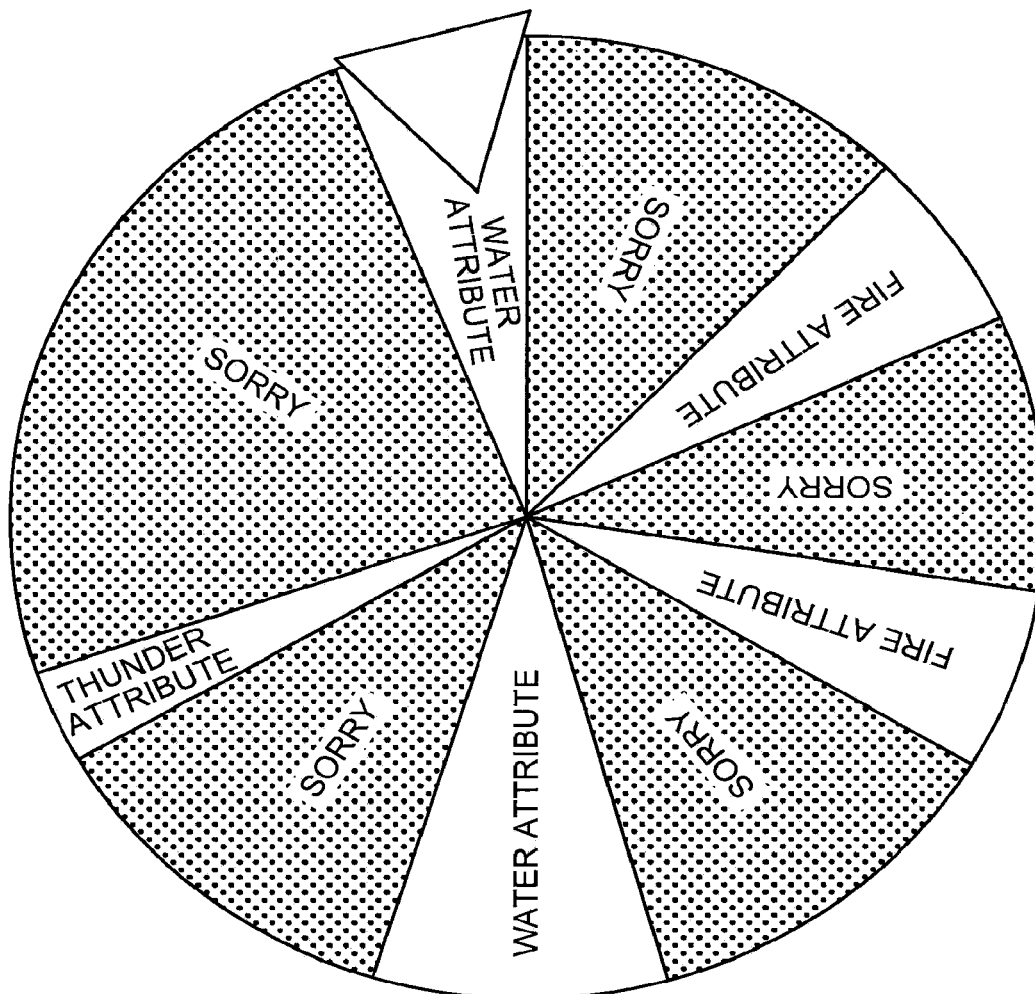 WATER
ATTRIBUTE
SORRY
FIRE ATTRIBUTE
SORRY
FIRE ATTRIBUTE
SORRY
WATER ATTRIBUTE
SORRY
THUNDER
ATTRIBUTE
SORRY